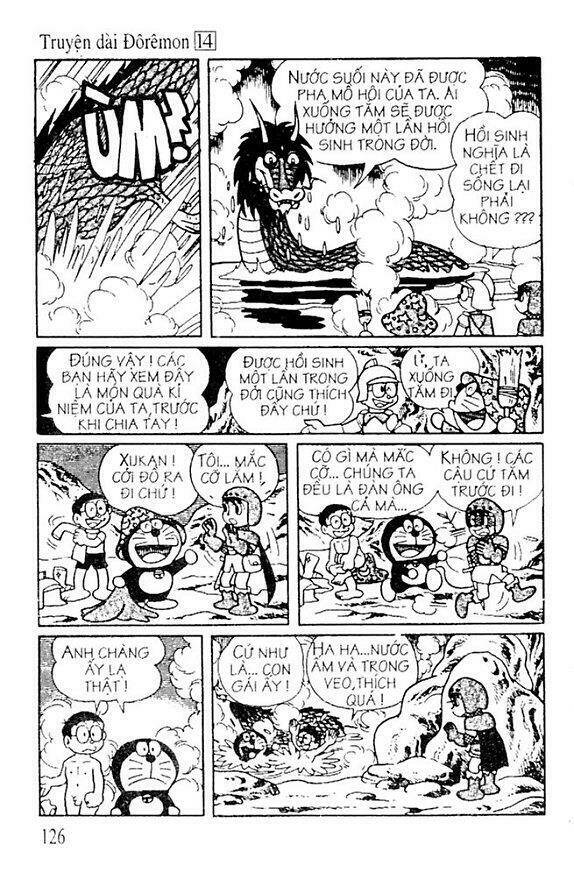 Truyện dài Đôrêmon 14
ÙM!
NƯỚC SUỐI NÀY ĐÃ ĐƯỢC
PHA MỒ HÔI CỦA TA. AI
XUỐNG TẮM SẼ ĐƯỢC
HƯỞNG MỘT LẦN HỒI
SINH TRONG ĐỜI.
HỒI SINH
NGHĨA LÀ
CHẾT ĐI
SỐNG LẠI
PHẢI
KHÔNG ???
ĐÚNG VẬY ! CÁC
BẠN HÃY XEM ĐÂY
LÀ MÓN QUÀ KỈ
NIỆM CỦA TA, TRƯỚC
KHI CHIA TAY !
ĐƯỢC HỒI SINH
MỘT LẦN TRONG
ĐỜI CŨNG THÍCH
ĐẤY CHỨ !
Ừ, TA
XUỐNG
TẮM ĐI
XUKAN !
CỞI ĐỒ RA
ĐI CHỨ !
TÔI... MẮC
CỠ LẮM !
CÓ GÌ MÀ MẮC
CỠ... CHÚNG TA
ĐỀU LÀ ĐÀN ÔNG
CẢ MÀ...
KHÔNG ! CÁC
CẬU CỨ TẮM
TRƯỚC ĐI !
ANH CHÀNG
ẤY LẠ
THẬT !
CỨ NHƯ
LÀ... CON
GÁI ẤY !
HA HA...NƯỚC
ẤM VÀ TRONG
VEO, THÍCH
QUÁ !
126